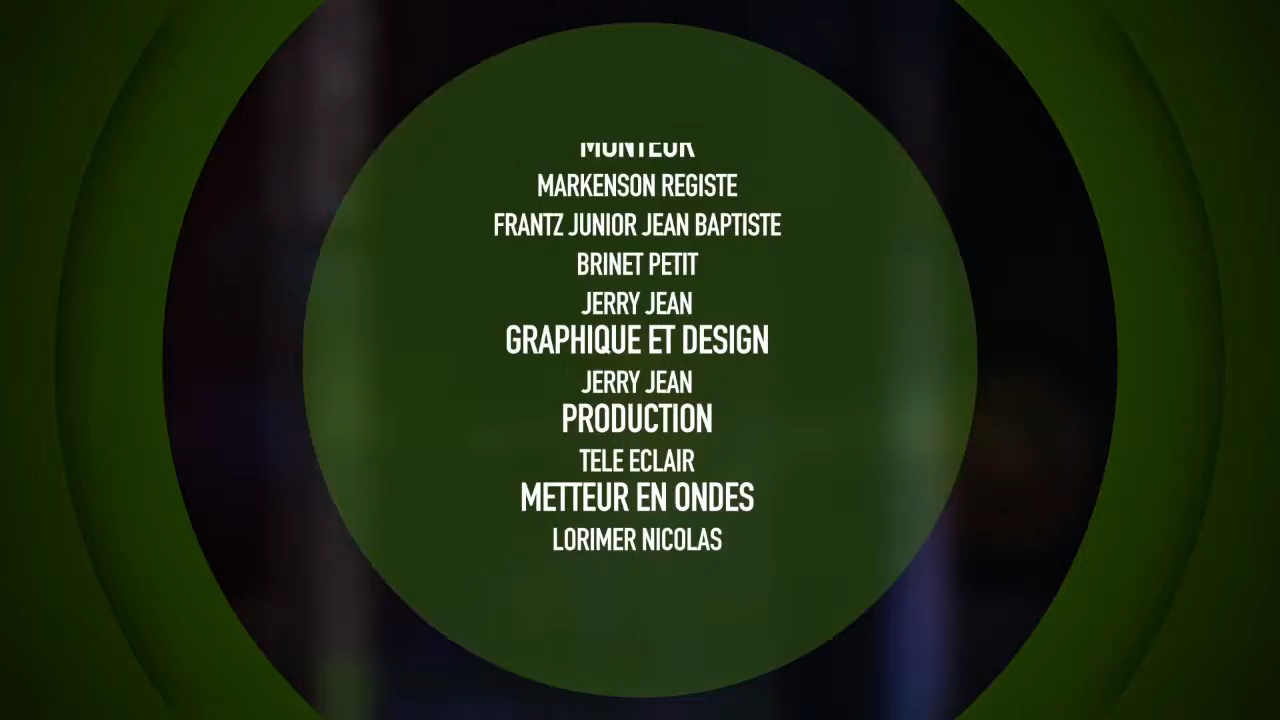 MONTEUR
MARKENSON REGISTE
FRANTZ JUNIOR JEAN BAPTISTE
BRINET PETIT
JERRY JEAN
GRAPHIQUE ET DESIGN
JERRY JEAN
PRODUCTION
TELE ECLAIR
METTEUR EN ONDES
LORIMER NICOLAS